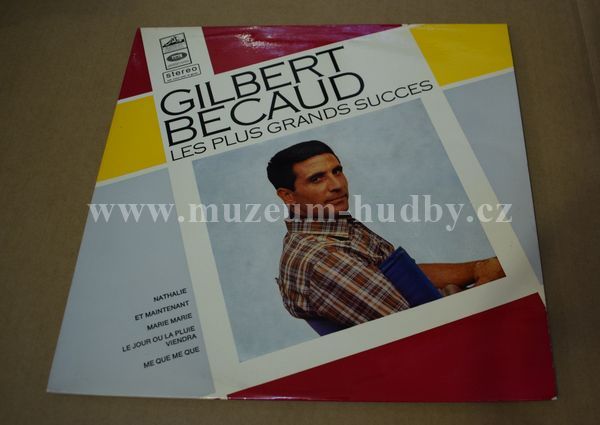 stereo
GILBERT
BECAUD
LES PLUS GRANDS SUCCES
www.muzeum-hudby.cz
NATHALIE
ET MAINTENANT
MARIE MARIE
LE JOUR OU LA PLUIE
VIENDRA
ME QUE ME QUE